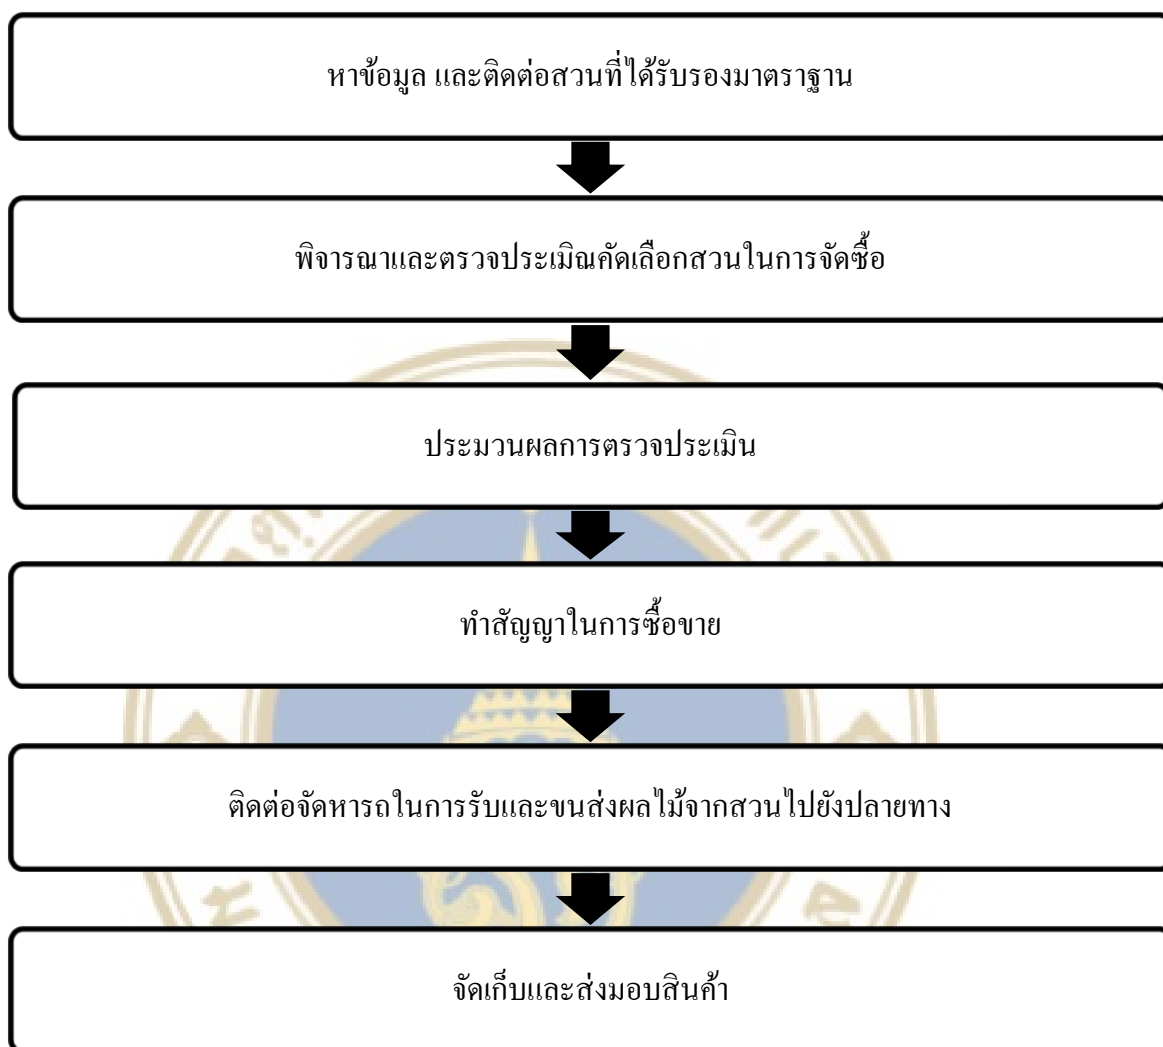 หาข้อมูล และติดต่อสวนที่ได้รับรองมาตราฐาน
พิจารณาและตรวจประเมิณคัดเลือกสวนในการจัดซื้อ
ประมวนผลการตรวจประเมิน
ทำสัญญาในการซื้อขาย
ติดต่อจัดหารถในการรับและขนส่งผลไม้จากสวนไปยังปลายทาง
จัดเก็บและส่งมอบสินค้า